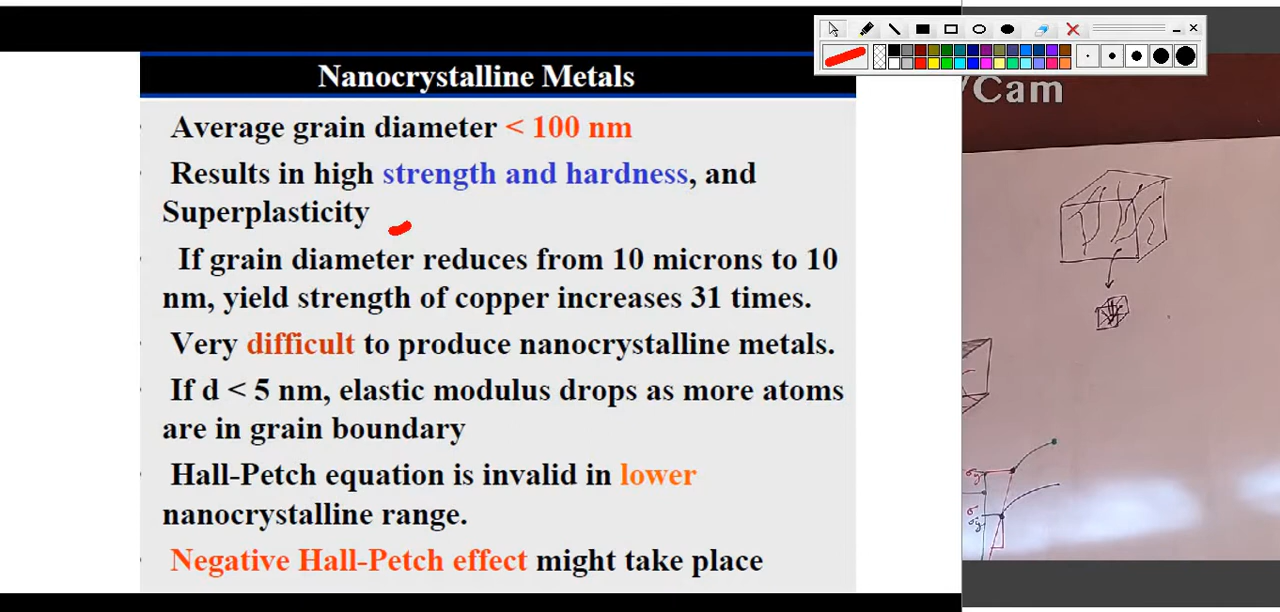 Nanocrystalline Metals
Average grain diameter < 100 nm
Results in high strength and hardness, and
Superplasticity
If grain diameter reduces from 10 microns to 10
nm, yield strength of copper increases 31 times.
Very difficult to produce nanocrystalline metals.
If d < 5 nm, elastic modulus drops as more atoms
are in grain boundary
Hall-Petch equation is invalid in lower
nanocrystalline range.
Negative Hall-Petch effect might take place
/Cam
σy
σ
σy